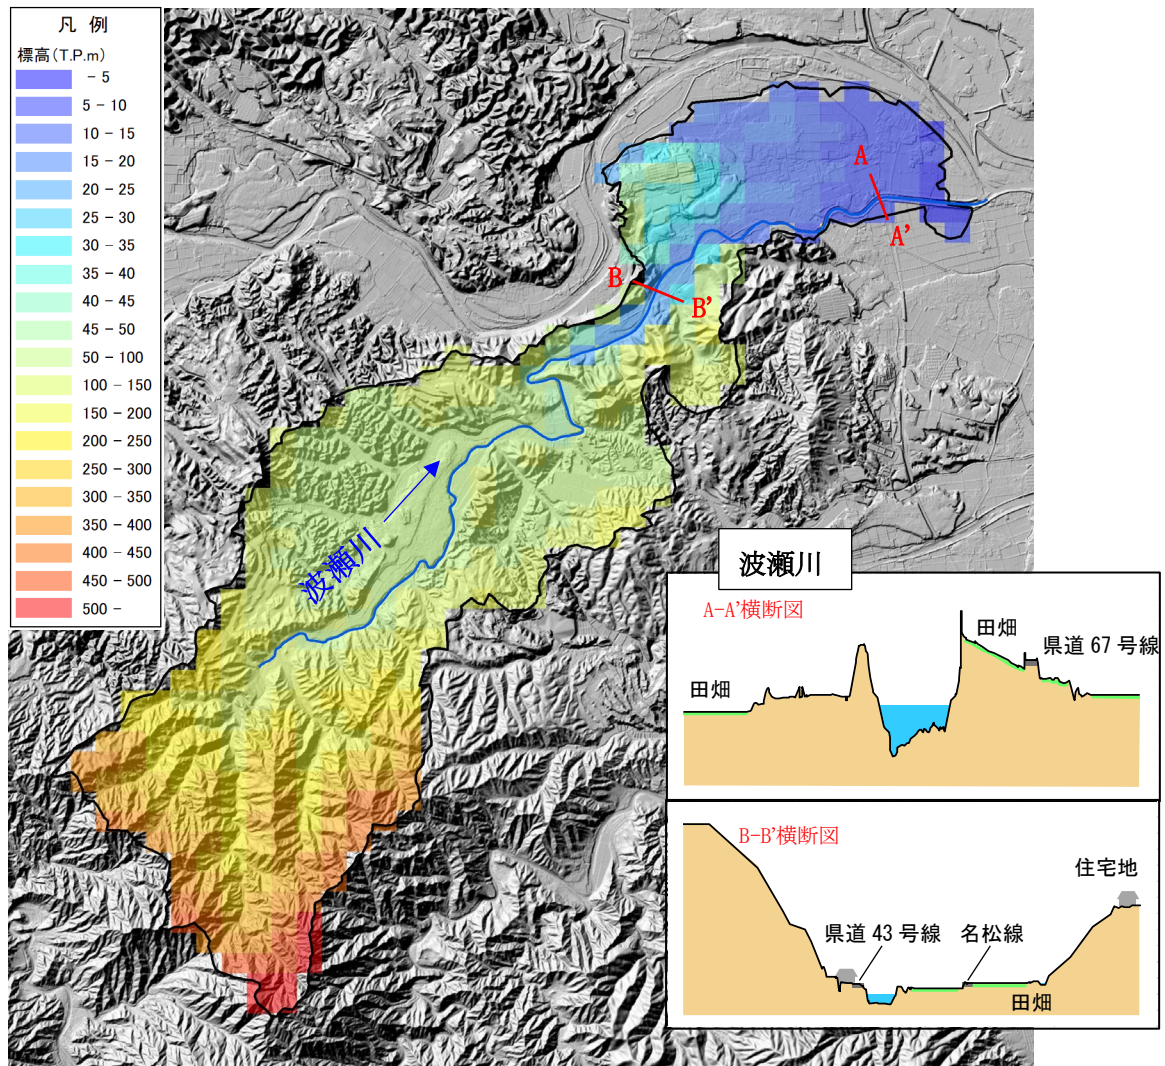 凡 例
標高(T.P.m)
- 5
5 - 10
10 - 15
15 - 20
20 - 25
25 - 30
30 - 35
35 - 40
40 - 45
45 - 50
50 - 100
100 - 150
150 - 200
200 - 250
250 - 300
300 - 350
350 - 400
400 - 450
450 - 500
500 -
A
A'
B
B'
波瀬川
波瀬川
A-A'横断図
田畑
県道 67 号線
田畑
B-B'横断図
住宅地
県道 43 号線
名松線
田畑